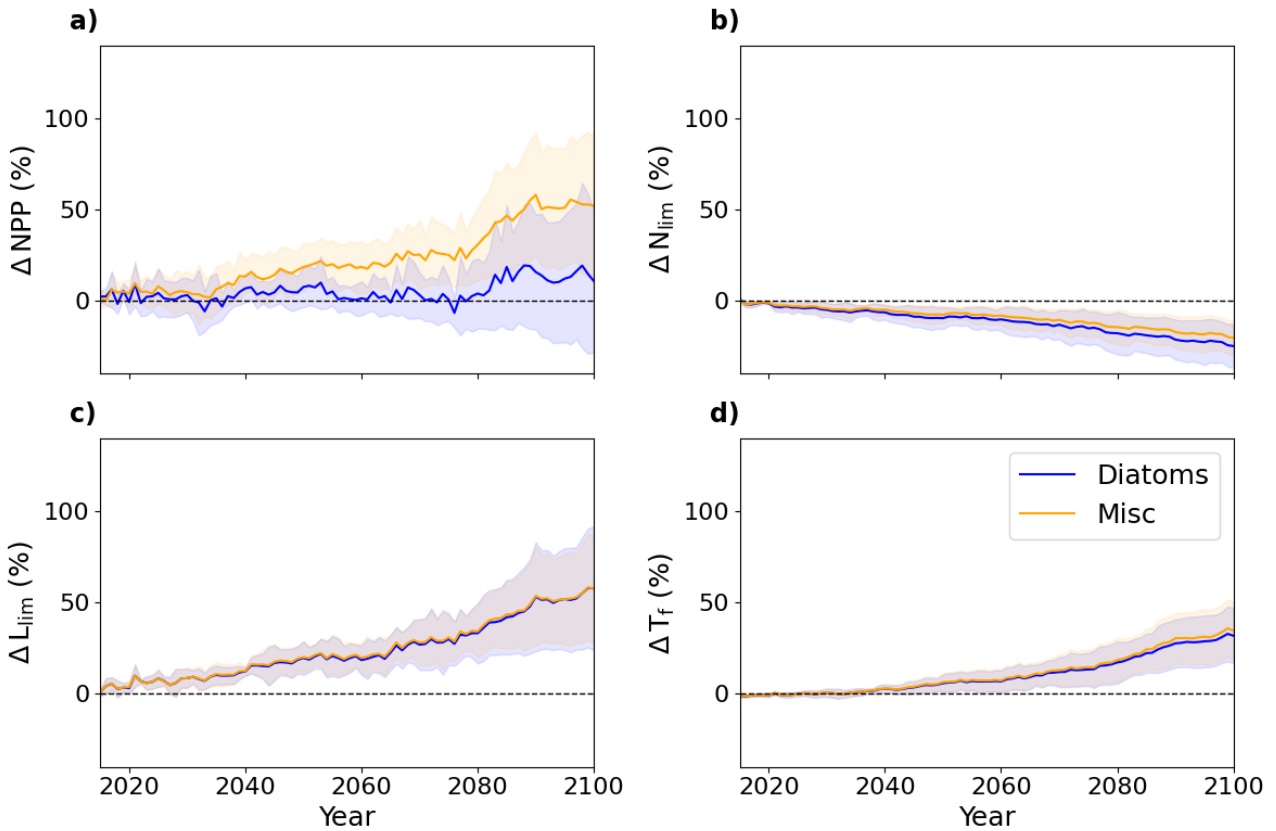 a)
Δ NPP (%)
100
50
0
b)
Δ N_lim (%)
100
50
0
c)
Δ L_lim (%)
100
50
0
2020 2040 2060 2080 2100
Year
d)
Δ T_f (%)
100
50
0
Diatoms
Misc
2020 2040 2060 2080 2100
Year